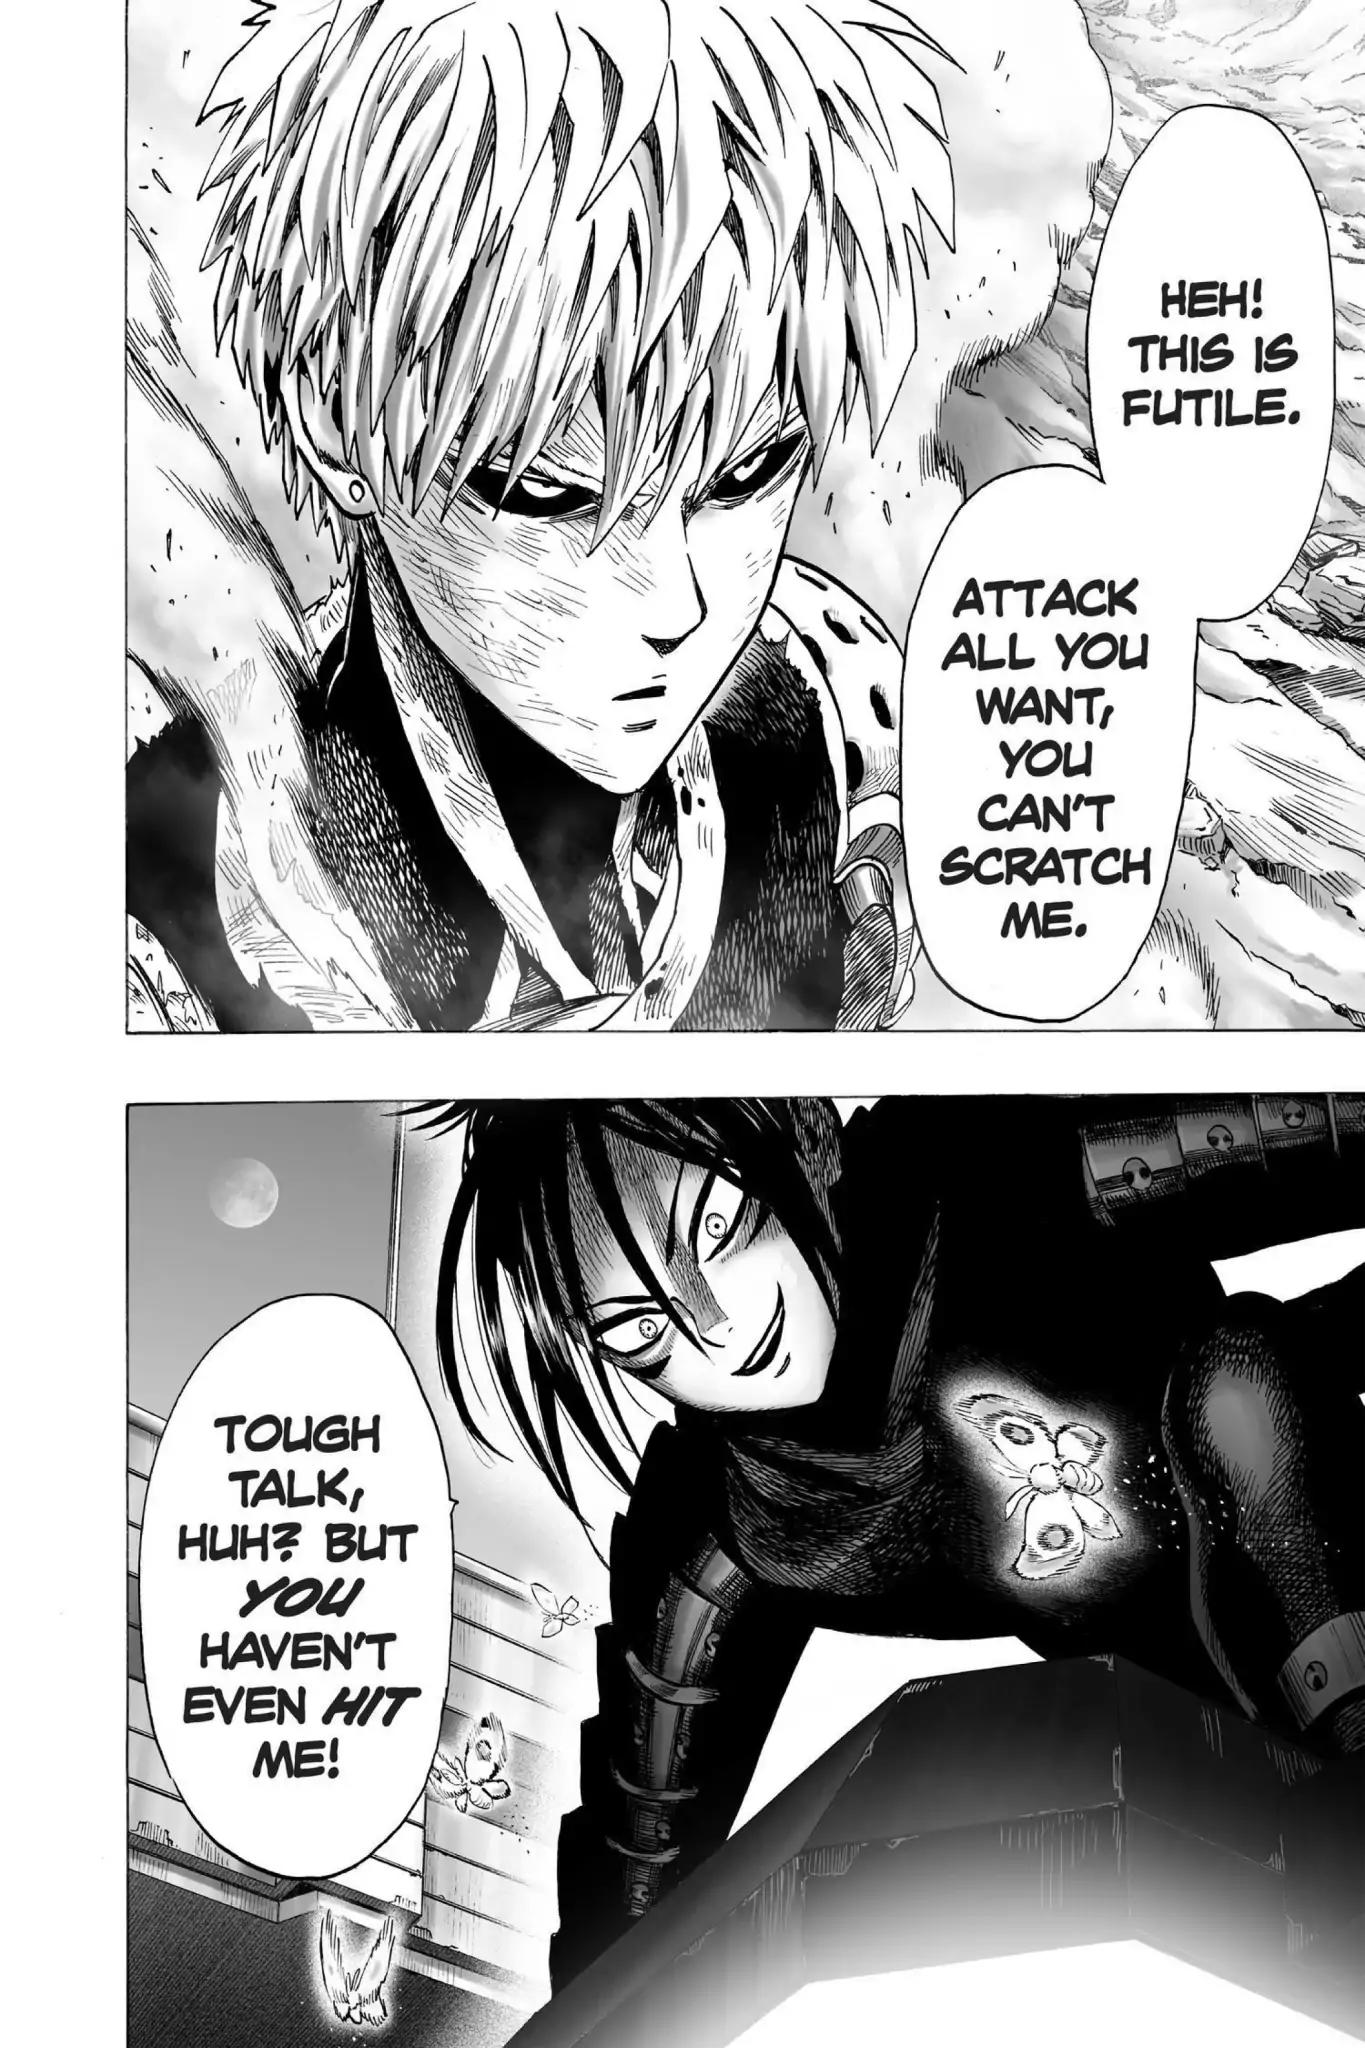 HEH!
THIS IS
FUTILE.
ATTACK
ALL YOU
WANT,
YOU
CAN'T
SCRATCH
ME.
TOUGH
TALK,
HUH? BUT
YOU
HAVEN'T
EVEN HIT
ME!